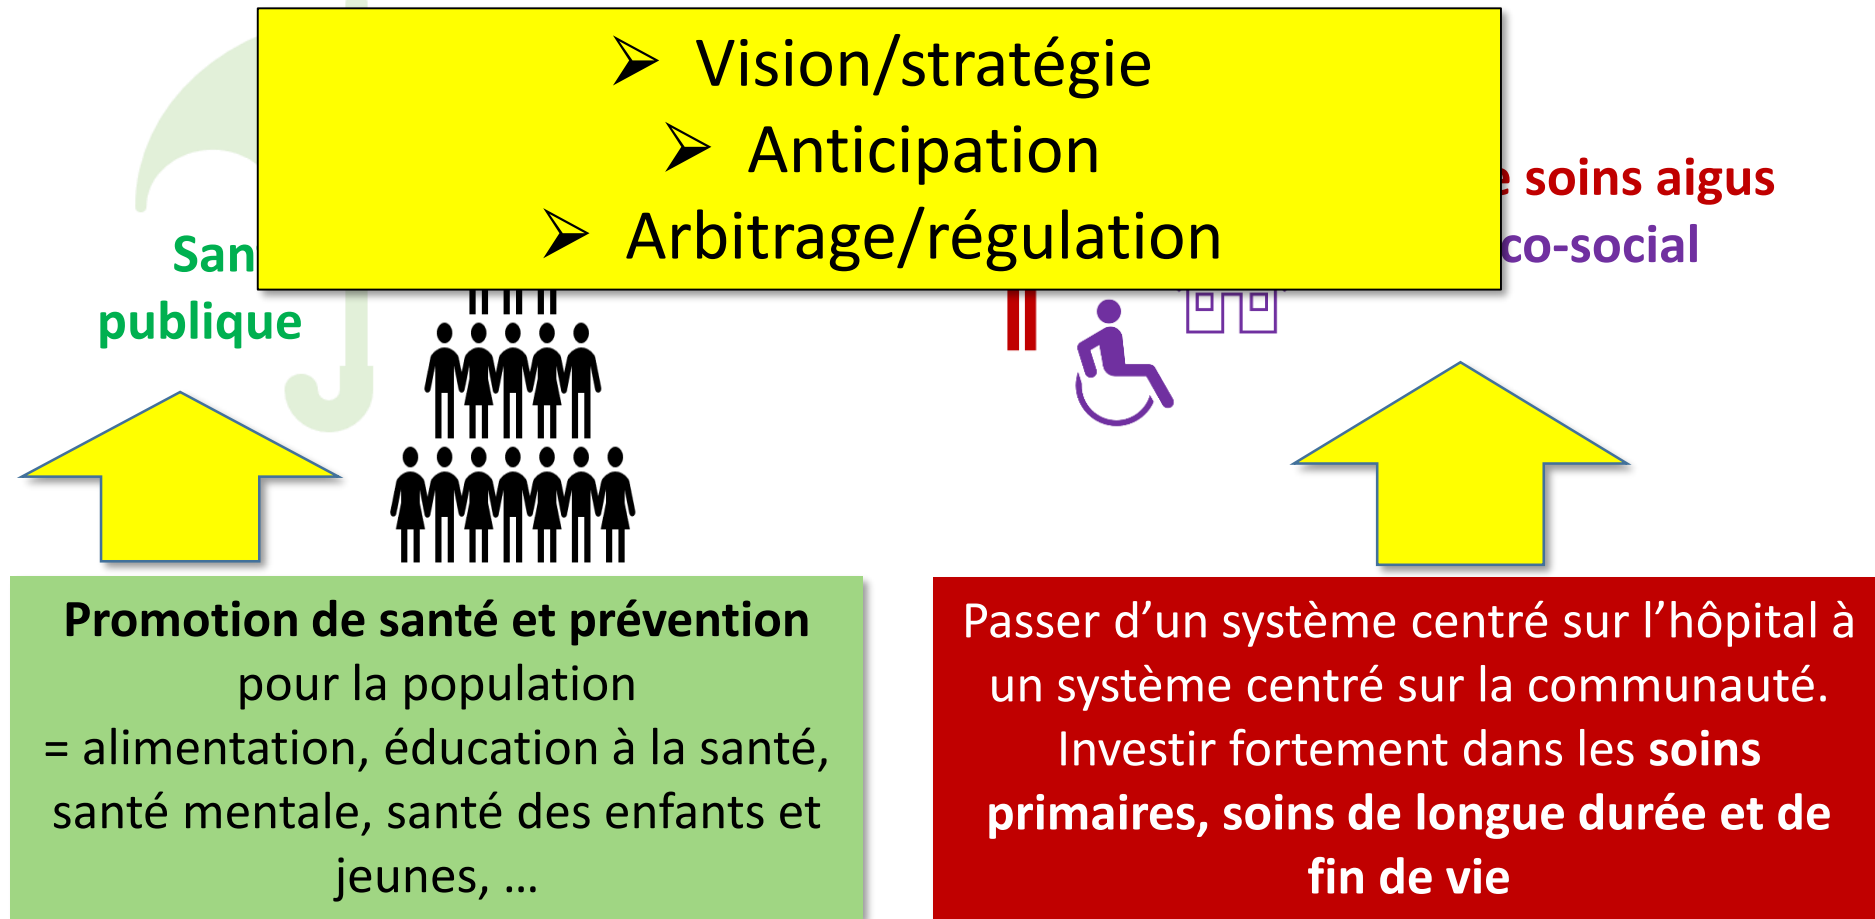 ➢ Vision/stratégie
➢ Anticipation
➢ Arbitrage/régulation
soins aigus
co-social
San
publique
Promotion de santé et prévention
pour la population
= alimentation, éducation à la santé,
santé mentale, santé des enfants et
jeunes, …
Passer d’un système centré sur l’hôpital à
un système centré sur la communauté.
Investir fortement dans les soins
primaires, soins de longue durée et de
fin de vie